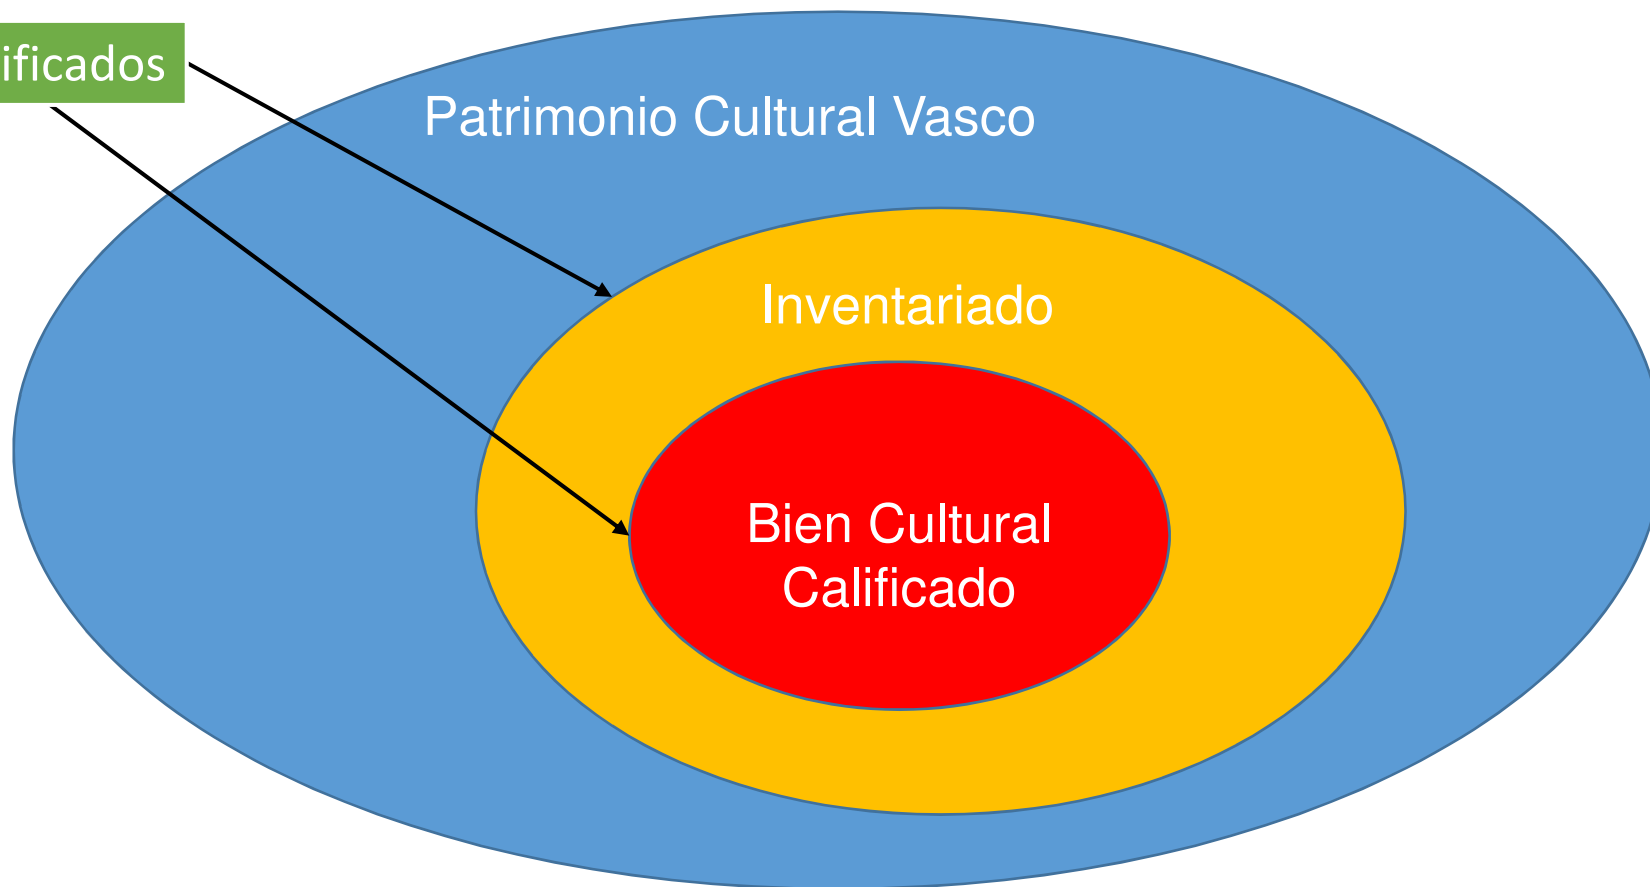 ificados
Patrimonio Cultural Vasco
Inventariado
Bien Cultural
Calificado